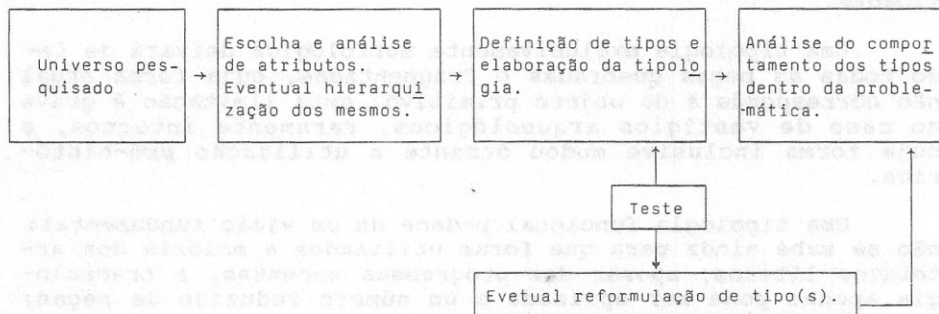 Universo pes-
quisado
Escolha e análise
de atributos.
Eventual hierarqui
zação dos mesmos.
Definição de tipos e
elaboração da tipolo
gia.
Análise do compor
tamento dos tipos
dentro da proble-
mática.
Teste
Evetual reformulação de tipo(s).